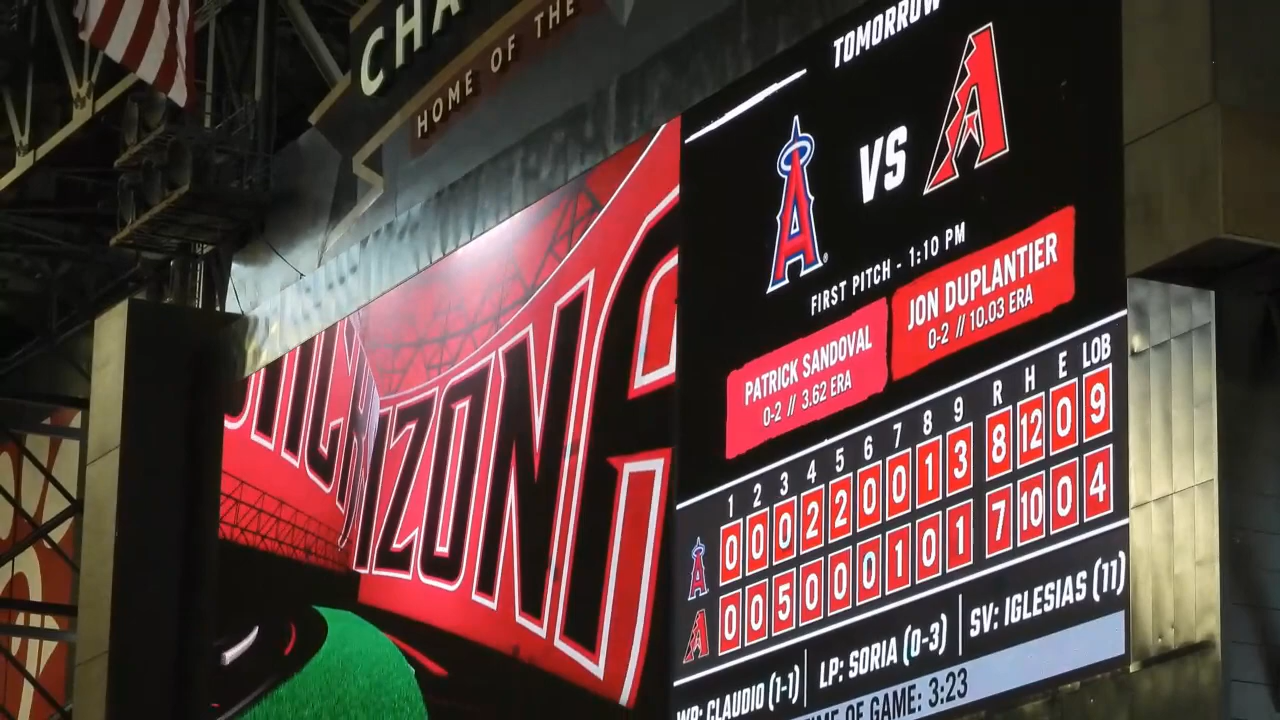 CHA
HOME OF THE
TOMORROW
VS
FIRST PITCH - 1:10 PM
PATRICK SANDOVAL
0-2 // 3.62 ERA
JON DUPLANTIER
0-2 // 10.03 ERA
ARIZONA
1 2 3 4 5 6 7 8 9 R H E LOB
A 0 0 0 2 2 0 0 1 3 8 12 0 9
A 0 0 5 0 0 0 1 0 1 7 10 0 4
WP: CLAUDIO (1-1) LP: SORIA (0-3) SV: IGLESIAS (11)
TIME OF GAME: 3:23